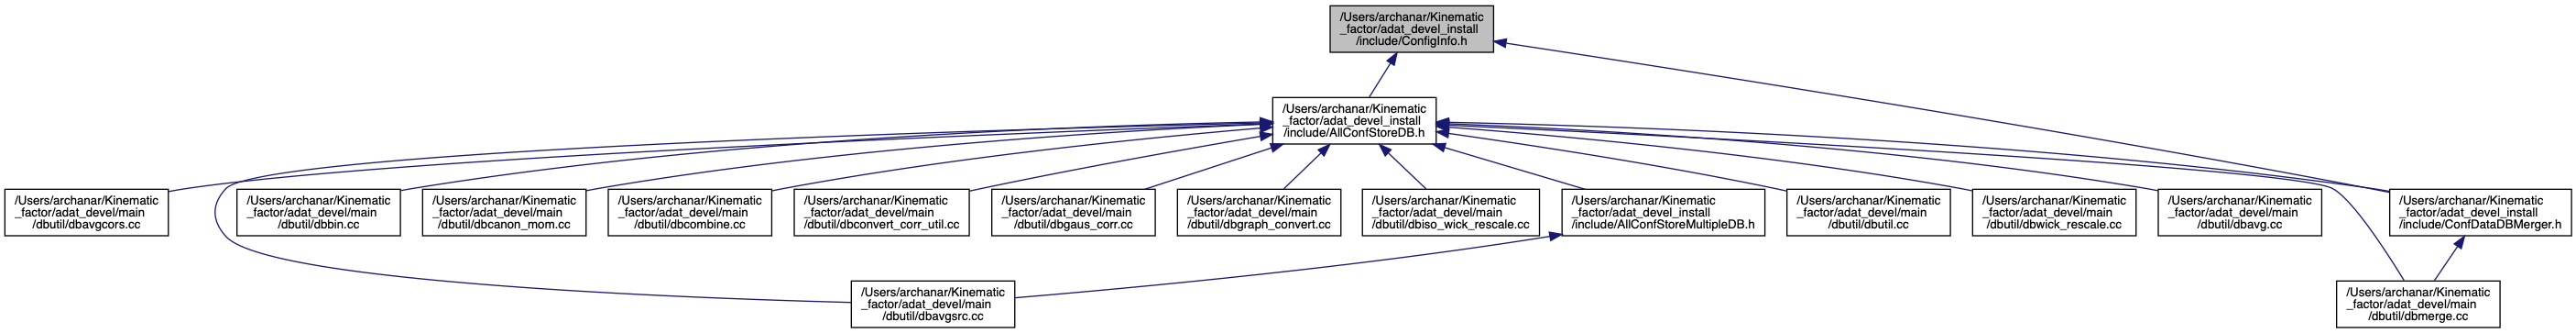 /Users/archanar/Kinematic
_factor/adat_devel_install
/include/ConfigInfo.h
/Users/archanar/Kinematic
_factor/adat_devel_install
/include/AllConfStoreDB.h
/Users/archanar/Kinematic
_factor/adat_devel/main
/dbutil/dbavgcors.cc
/Users/archanar/Kinematic
_factor/adat_devel/main
/dbutil/dbbin.cc
/Users/archanar/Kinematic
_factor/adat_devel/main
/dbutil/dbcanon_mom.cc
/Users/archanar/Kinematic
_factor/adat_devel/main
/dbutil/dbcombine.cc
/Users/archanar/Kinematic
_factor/adat_devel/main
/dbutil/dbconvert_corr_util.cc
/Users/archanar/Kinematic
_factor/adat_devel/main
/dbutil/dbgaus_corr.cc
/Users/archanar/Kinematic
_factor/adat_devel/main
/dbutil/dbgraph_convert.cc
/Users/archanar/Kinematic
_factor/adat_devel/main
/dbutil/dbiso_wick_rescale.cc
/Users/archanar/Kinematic
_factor/adat_devel_install
/include/AllConfStoreMultipleDB.h
/Users/archanar/Kinematic
_factor/adat_devel/main
/dbutil/dbutil.cc
/Users/archanar/Kinematic
_factor/adat_devel/main
/dbutil/dbwick_rescale.cc
/Users/archanar/Kinematic
_factor/adat_devel/main
/dbutil/dbavg.cc
/Users/archanar/Kinematic
_factor/adat_devel_install
/include/ConfDataDBMerger.h
/Users/archanar/Kinematic
_factor/adat_devel/main
/dbutil/dbavgsrc.cc
/Users/archanar/Kinematic
_factor/adat_devel/main
/dbutil/dbmerge.cc